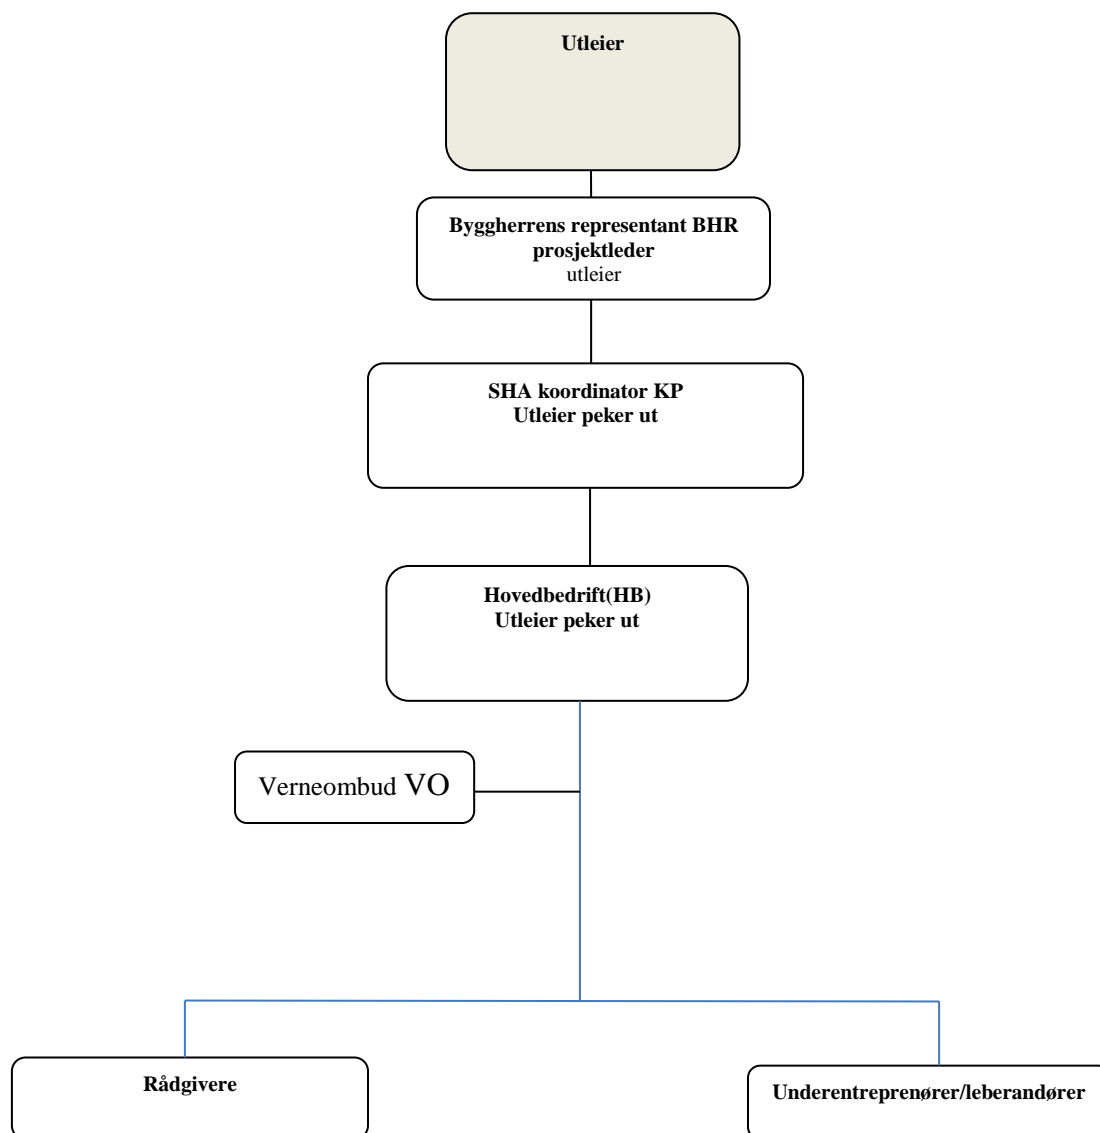 Utleier
Byggherrens representant BHR
prosjektleder
utleier
SHA koordinator KP
Utleier peker ut
Hovedbedrift(HB)
Utleier peker ut
Verneombud VO
Rådgivere
Underentreprenører/leberandører